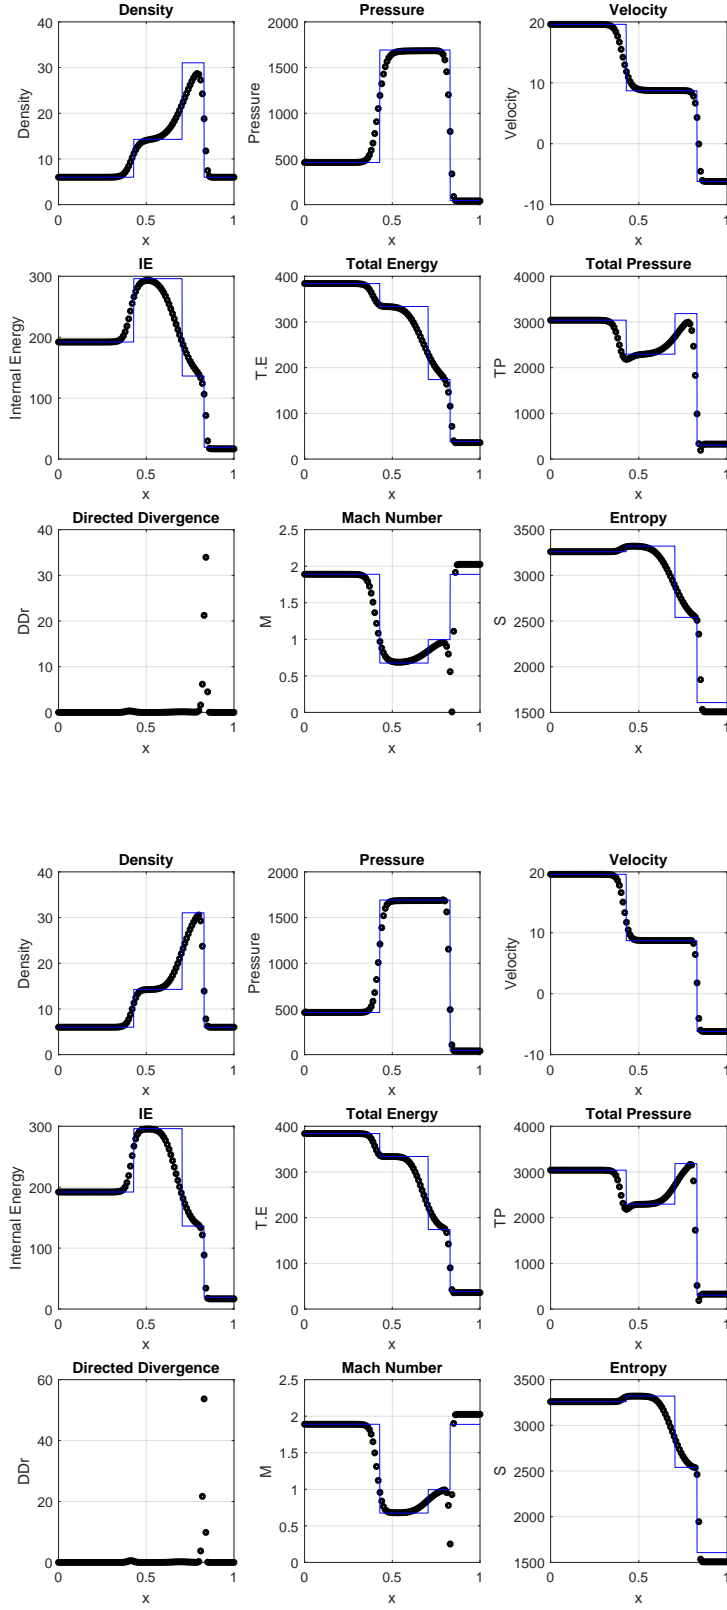 Density
Pressure
Velocity
40
30
20
10
0
Density
0
0.5
1
x
2000
1500
1000
500
0
Pressure
0
0.5
1
x
20
10
0
-10
Velocity
0
0.5
1
x
IE
Total Energy
Total Pressure
300
200
100
0
Internal Energy
0
0.5
1
x
400
300
200
100
0
T.E
0
0.5
1
x
4000
3000
2000
1000
0
TP
0
0.5
1
x
Directed Divergence
Mach Number
Entropy
40
30
20
10
0
DDr
0
0.5
1
x
2.5
2
1.5
1
0.5
0
M
0
0.5
1
x
3500
3000
2500
2000
1500
S
0
0.5
1
x
Density
Pressure
Velocity
40
30
20
10
0
Density
0
0.5
1
x
2000
1500
1000
500
0
Pressure
0
0.5
1
x
20
10
0
-10
Velocity
0
0.5
1
x
IE
Total Energy
Total Pressure
300
200
100
0
Internal Energy
0
0.5
1
x
400
300
200
100
0
T.E
0
0.5
1
x
4000
3000
2000
1000
0
TP
0
0.5
1
x
Directed Divergence
Mach Number
Entropy
60
40
20
0
DDr
0
0.5
1
x
2.5
2
1.5
1
0.5
0
M
0
0.5
1
x
3500
3000
2500
2000
1500
S
0
0.5
1
x